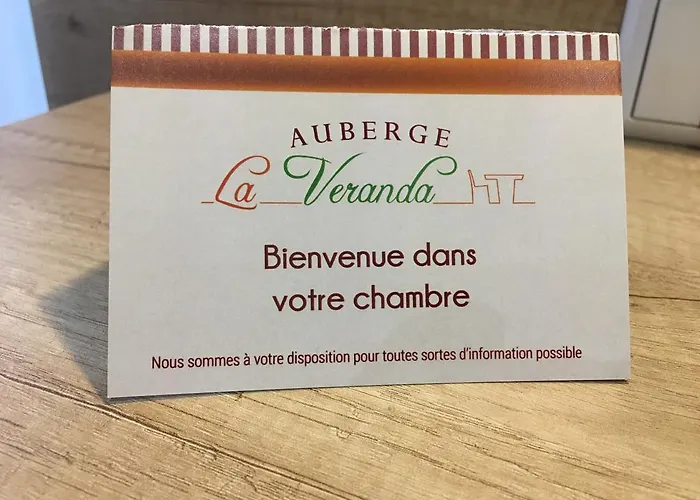 AUBERGE
La Veranda
Bienvenue dans
votre chambre
Nous sommes à votre disposition pour toutes sortes d'information possible